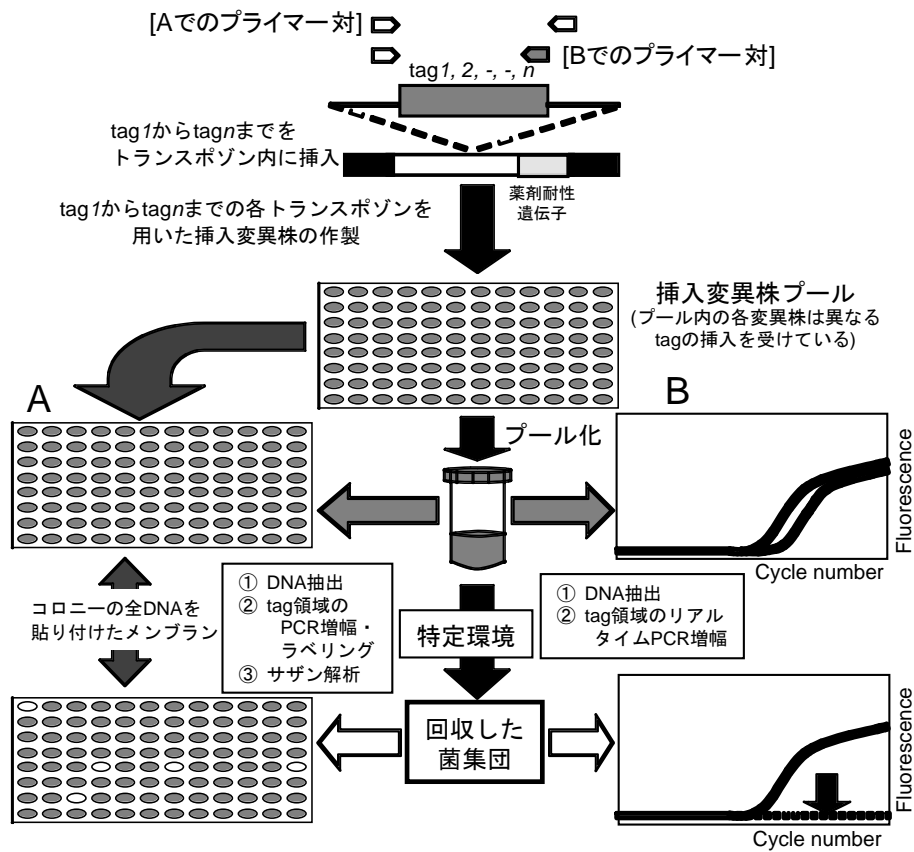 [Aでのプライマー対]
[Bでのプライマー対]
tag1, 2, -, -, n
tag1からtagnまでを
トランスポゾン内に挿入
薬剤耐性
遺伝子
tag1からtagnまでの各トランスポゾンを
用いた挿入変異株の作製
挿入変異株プール
(プール内の各変異株は異なる
tagの挿入を受けている)
A
B
プール化
Fluorescence
Cycle number
コロニーの全DNAを
貼り付けたメンブラン
① DNA抽出
② tag領域の
PCR増幅・
ラベリング
③ サザン解析
特定環境
① DNA抽出
② tag領域のリアル
タイムPCR増幅
回収した
菌集団
Fluorescence
Cycle number